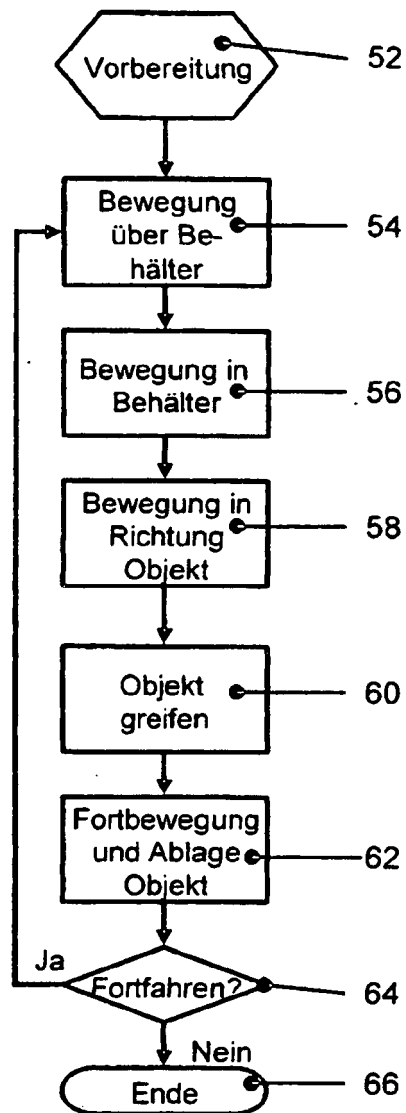 Vorbereitung
52
Bewegung
über Be-
hälter
54
Bewegung in
Behälter
56
Bewegung in
Richtung
Objekt
58
Objekt
greifen
60
Fortbewegung
und Ablage
Objekt
62
Ja
Fortfahren?
64
Nein
Ende
66